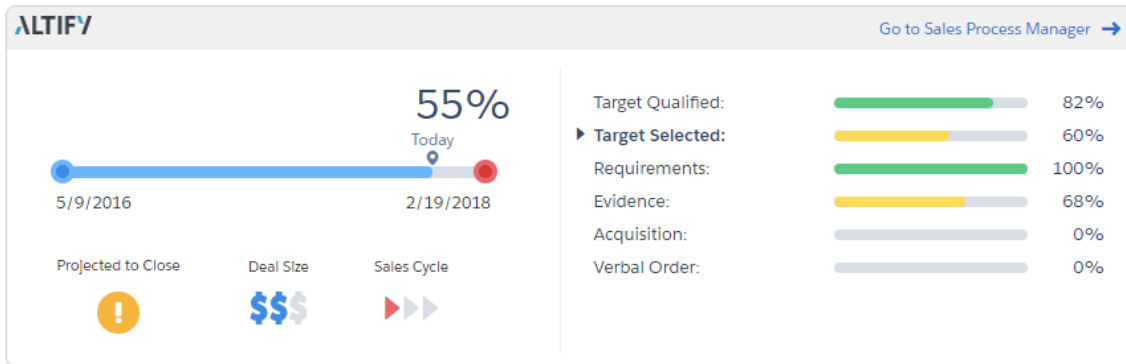 ALTIFY
Go to Sales Process Manager
55%
Today
5/9/2016 2/19/2018
Projected to Close Deal Size Sales Cycle
! $$$
Target Qualified: 82%
Target Selected: 60%
Requirements: 100%
Evidence: 68%
Acquisition: 0%
Verbal Order: 0%